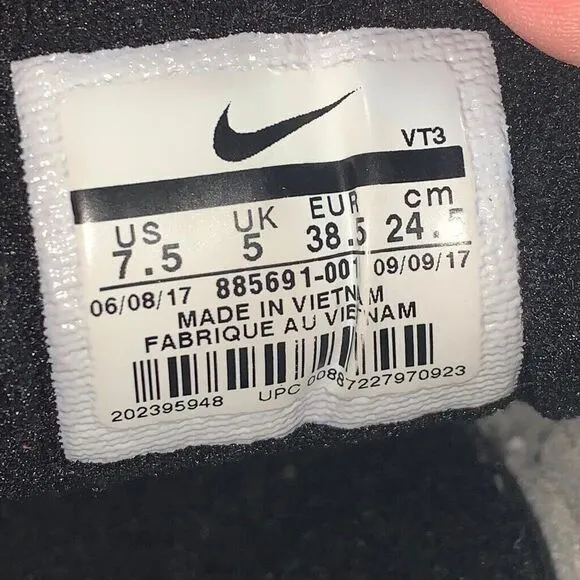 VT3
US UK EUR cm
7.5 5 38.5 24.5
06/08/17 885691-001 09/09/17
MADE IN VIETNAM
FABRIQUE AU VIETNAM
202395948 UPC 00887227970923